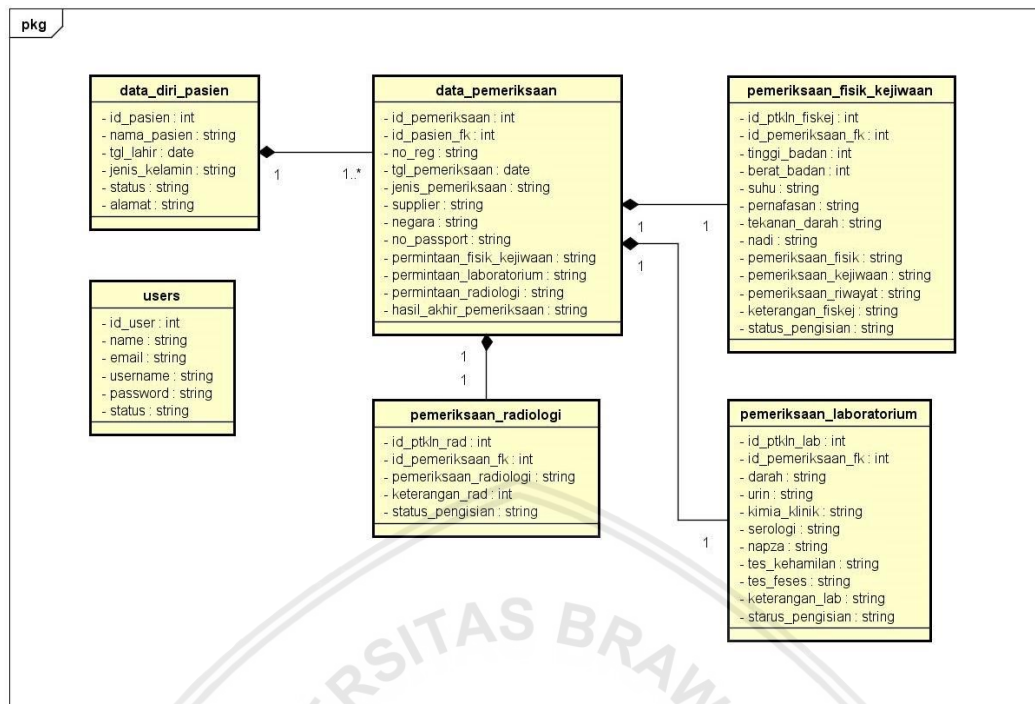 pkg
data_diri_pasien
- id_pasien : int
- nama_pasien : string
- tgl_lahir : date
- jenis_kelamin : string
- status : string
- alamat : string
1
1..*
data_pemeriksaan
- id_pemeriksaan : int
- id_pasien_fk : int
- no_reg : string
- tgl_pemeriksaan : date
- jenis_pemeriksaan : string
- supplier : string
- negara : string
- no_passport : string
- permintaan_fisik_kejiwaan : string
- permintaan_laboratorium : string
- permintaan_radiologi : string
- hasil_akhir_pemeriksaan : string
1
1
1
pemeriksaan_fisik_kejiwaan
- id_ptkln_fiskej : int
- id_pemeriksaan_fk : int
- tinggi_badan : int
- berat_badan : int
- suhu : string
- pernafasan : string
- tekanan_darah : string
- nadi : string
- pemeriksaan_fisik : string
- pemeriksaan_kejiwaan : string
- pemeriksaan_riwayat : string
- keterangan_fiskej : string
- status_pengisian : string
users
- id_user : int
- name : string
- email : string
- username : string
- password : string
- status : string
1
1
pemeriksaan_radiologi
- id_ptkln_rad : int
- id_pemeriksaan_fk : int
- pemeriksaan_radiologi : string
- keterangan_rad : int
- status_pengisian : string
1
pemeriksaan_laboratorium
- id_ptkln_lab : int
- id_pemeriksaan_fk : int
- darah : string
- urin : string
- kimia_klinik : string
- serologi : string
- napza : string
- tes_kehamilan : string
- tes_feses : string
- keterangan_lab : string
- starus_pengisian : string
ERSITAS BRAW